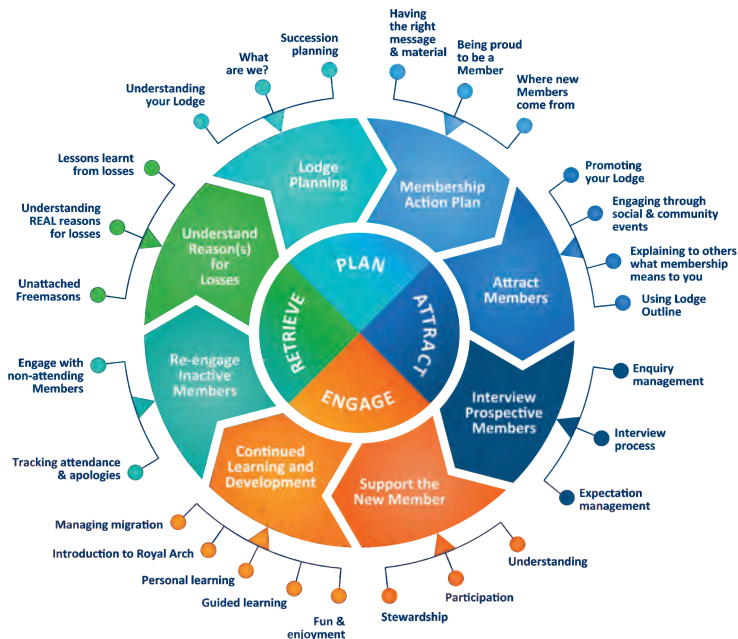 Having
the right
message
& material
Being proud
to be a
Member
Where new
Members
come from
Promoting
your Lodge
Engaging through
social & community
events
Explaining to others
what membership
means to you
Using Lodge
Outline
Enquiry
management
Interview
process
Expectation
management
Understanding
Participation
Stewardship
Fun &
enjoyment
Guided learning
Personal learning
Introduction to Royal Arch
Managing migration
Tracking attendance
& apologies
Engage with
non-attending
Members
Unattached
Freemasons
Understanding
REAL reasons
for losses
Lessons learnt
from losses
Understanding
your Lodge
What
are we?
Succession
planning
Lodge
Planning
Membership
Action Plan
Attract
Members
Interview
Prospective
Members
Support the
New Member
Continued
Learning and
Development
Re-engage
Inactive
Members
Understand
Reason(s)
for
Losses
PLAN
ATTRACT
ENGAGE
RETRIEVE